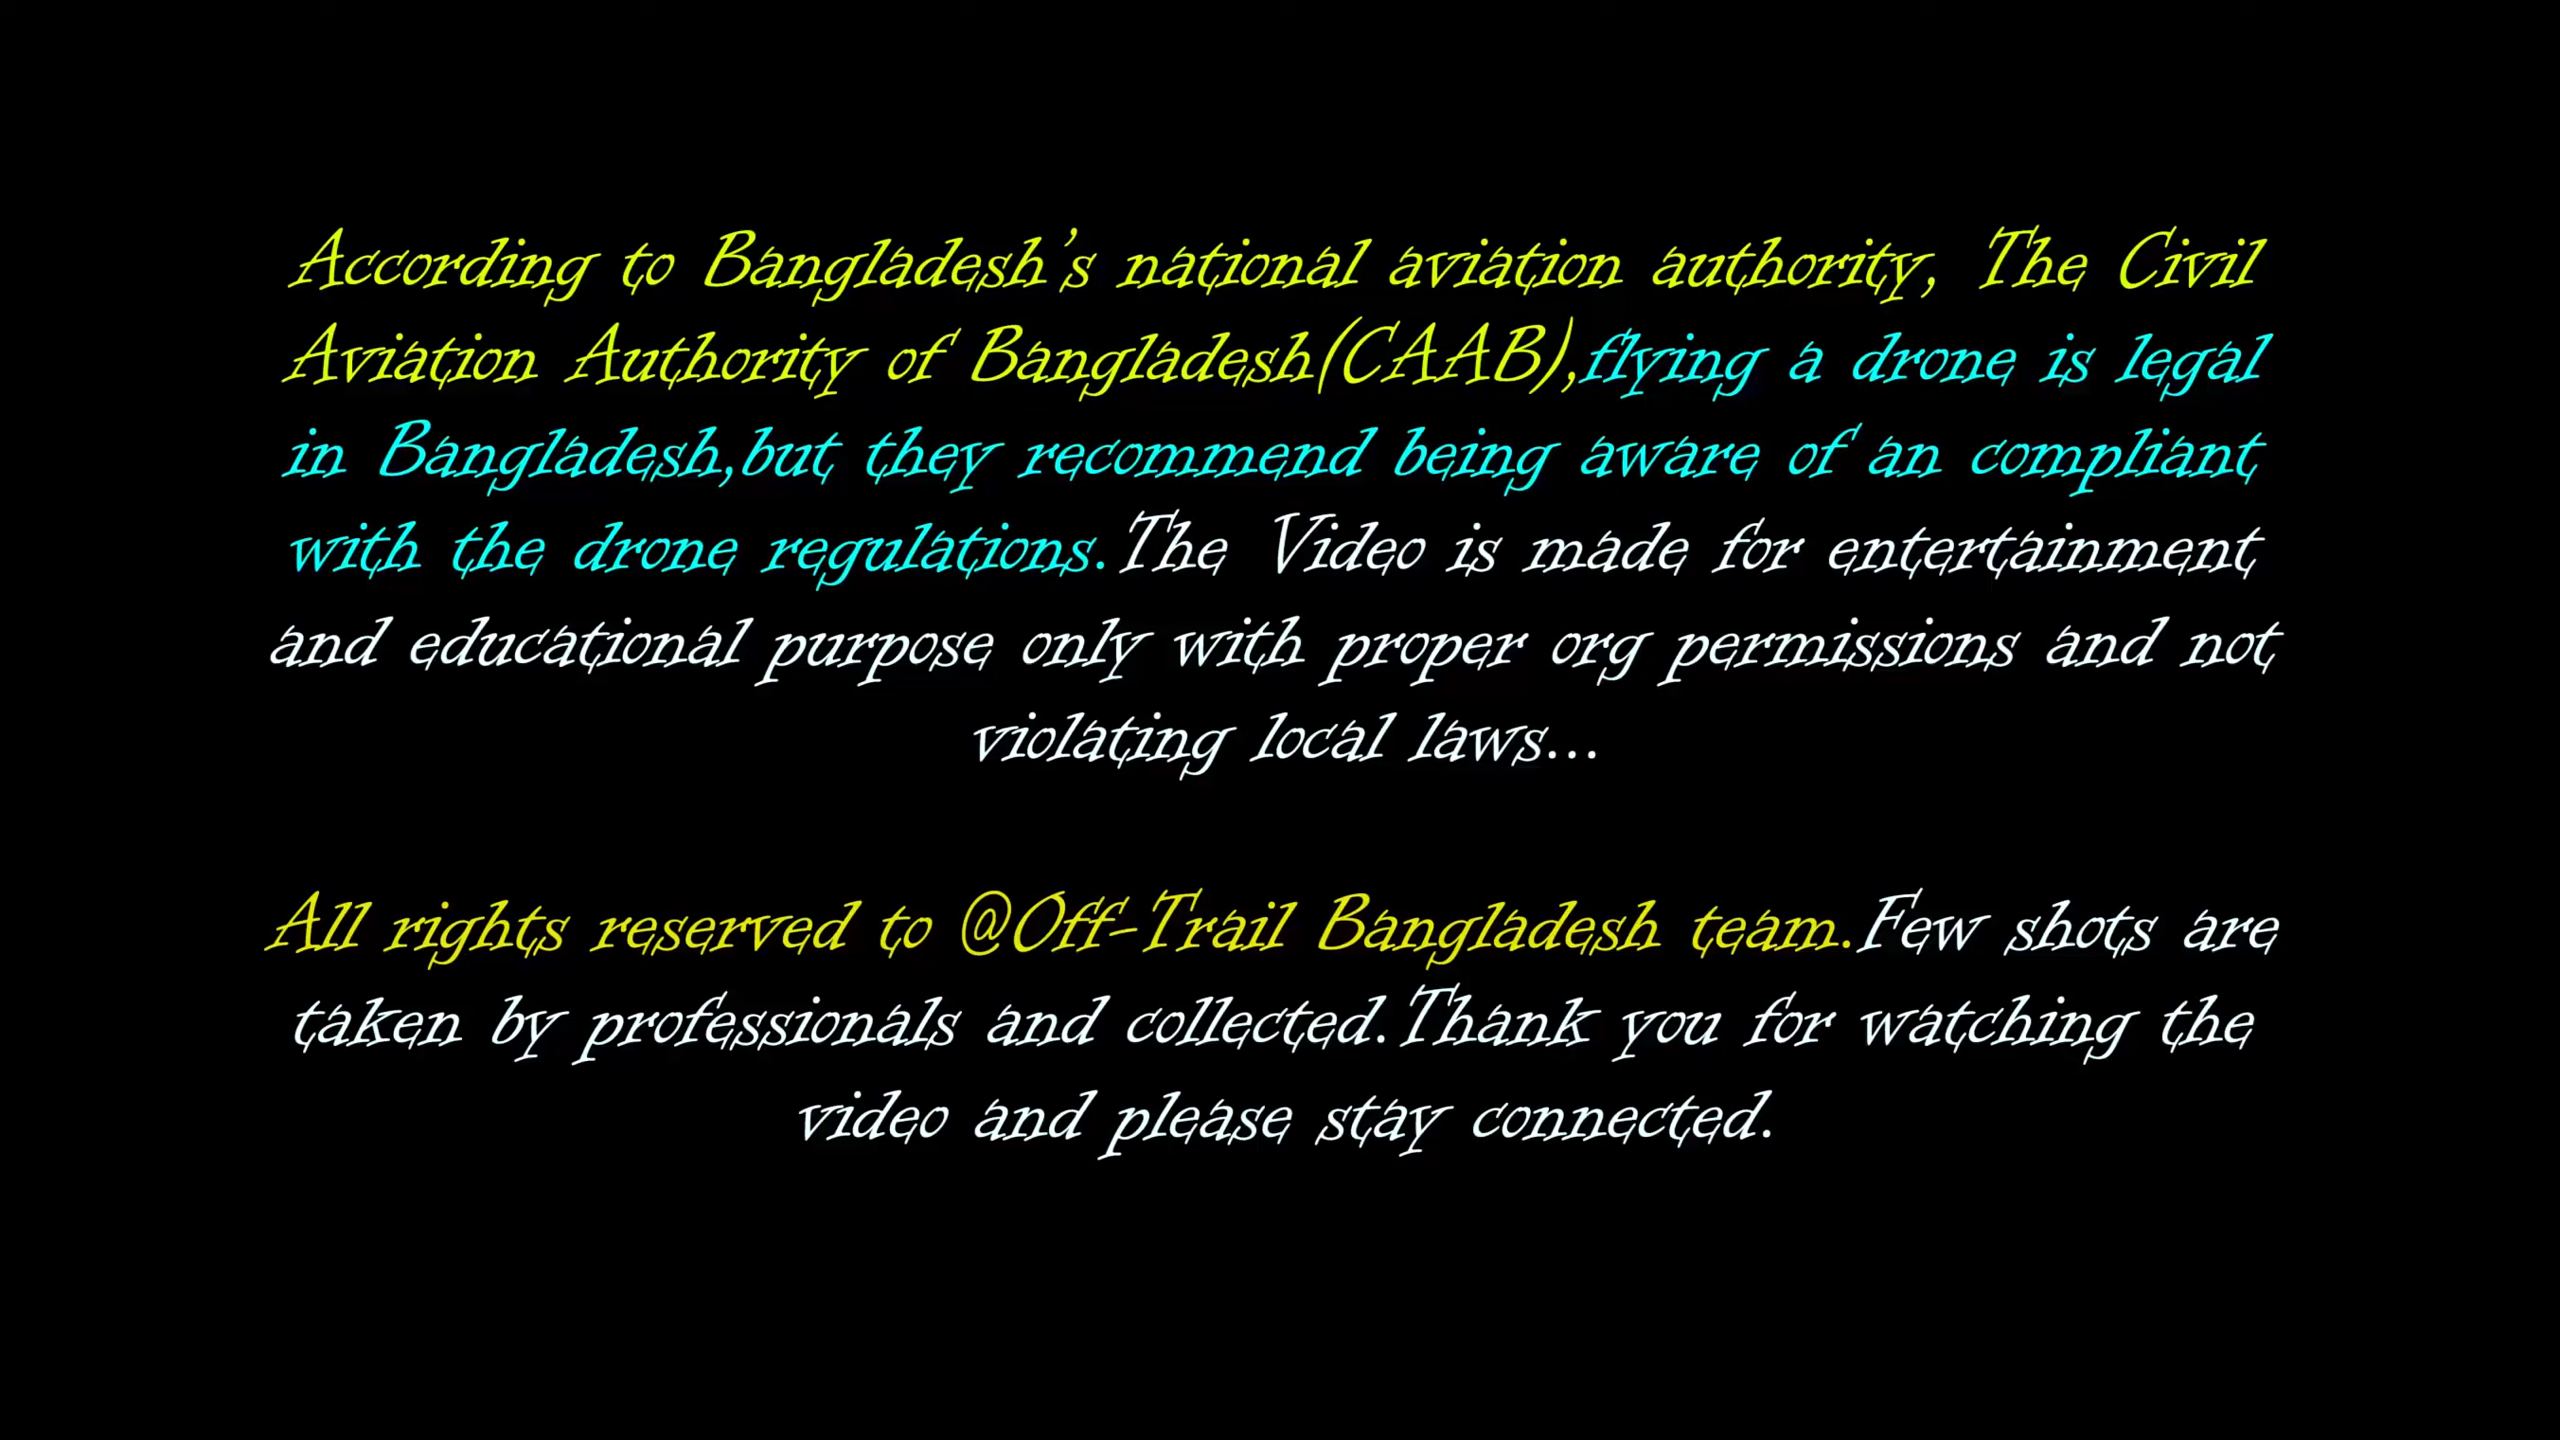 According to Bangladesh's national aviation authority, The Civil
Aviation Authority of Bangladesh(CAAB),flying a drone is legal
in Bangladesh,but they recommend being aware of an compliant
with the drone regulations.The Video is made for entertainment
and educational purpose only with proper org permissions and not
violating local laws...
All rights reserved to @Off-Trail Bangladesh team.Few shots are
taken by professionals and collected.Thank you for watching the
video and please stay connected.